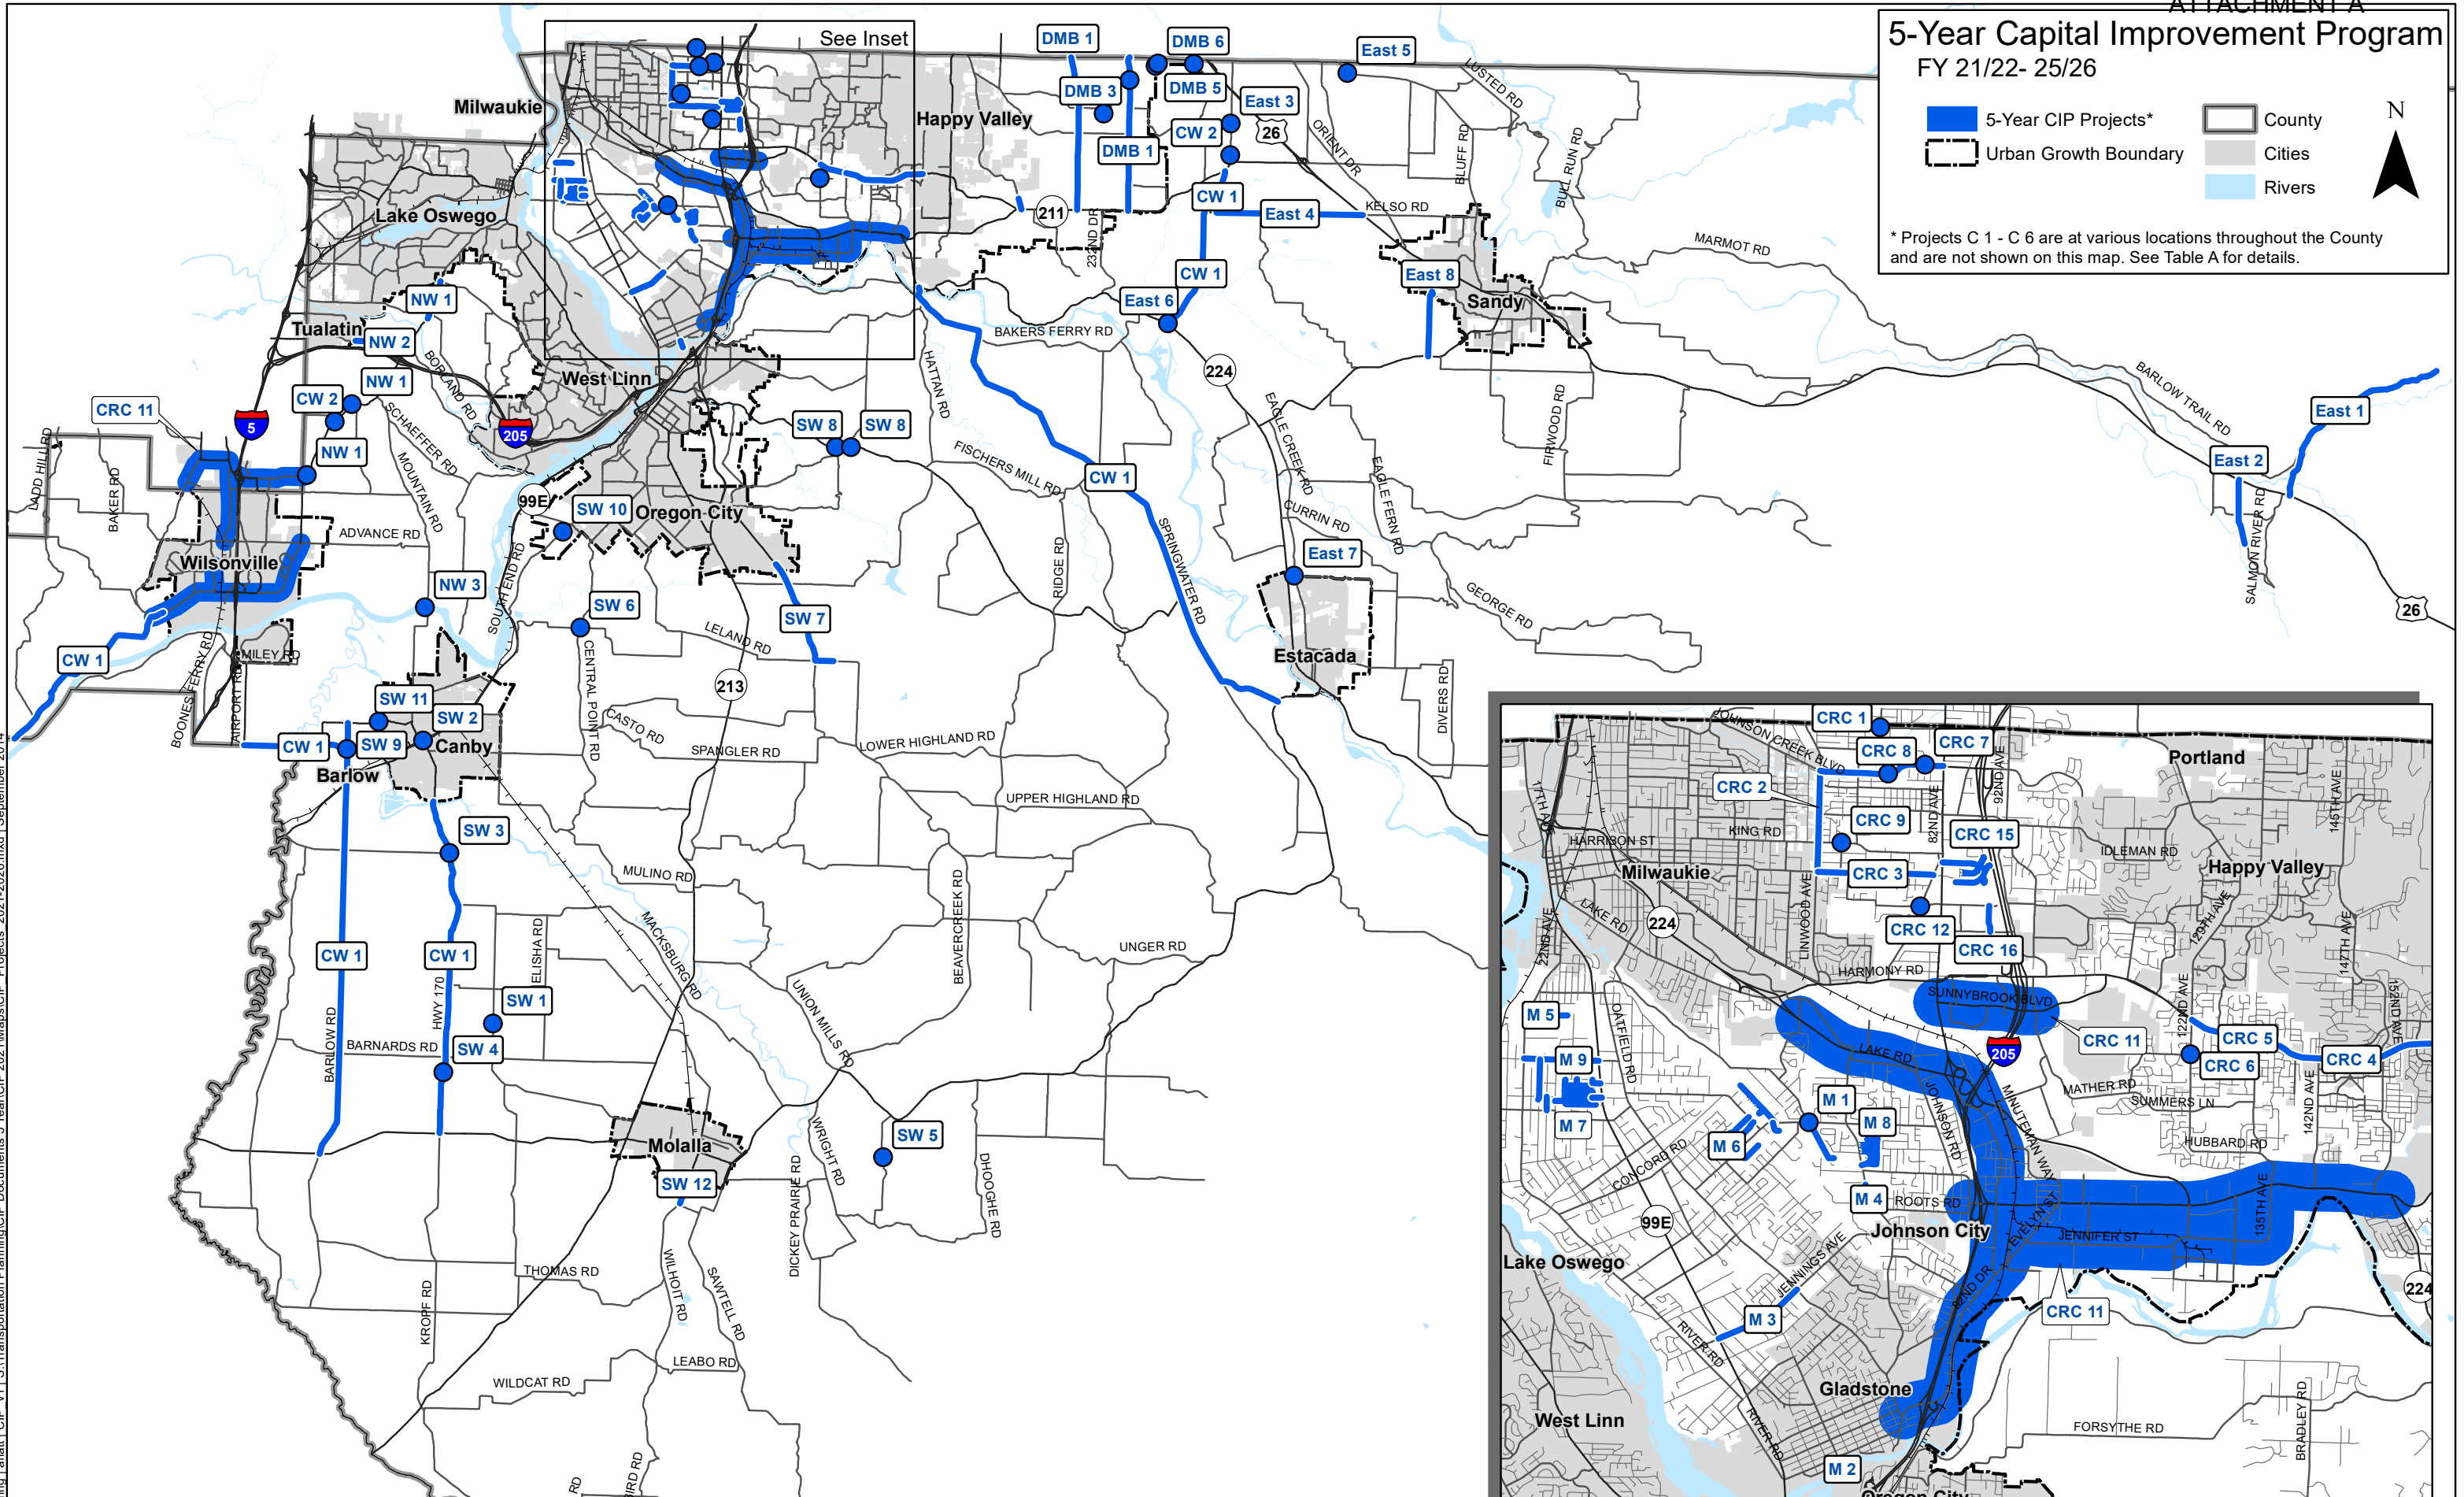 ATTACHMENT A
5-Year Capital Improvement Program
FY 21/22- 25/26
5-Year CIP Projects*
Urban Growth Boundary
County
Cities
Rivers
N
* Projects C 1 - C 6 are at various locations throughout the County
and are not shown on this map. See Table A for details.
See Inset
DMB 1
DMB 6
East 5
LUSTED RD
Milwaukie
Happy Valley
DMB 3
DMB 5
East 3
CW 2
26
ORIENT DR
BLUFF RD
BULL RUN RD
DMB 1
CW 1
Lake Oswego
211
232ND DR
East 4
KELSO RD
MARMOT RD
CW 1
East 8
Sandy
NW 1
East 6
Tualatin
NW 2
BORLAND RD
BAKERS FERRY RD
HATTAN RD
224
BARLOW TRAIL RD
West Linn
NW 1
CW 2
CRC 11
5
SCHAEFFER RD
205
EAGLE CREEK RD
FIRWOOD RD
East 1
SW 8
SW 8
NW 1
FISCHERS MILL RD
East 2
LADD HILL RD
BAKER RD
MOUNTAIN RD
CW 1
EAGLE FERN RD
99E
SW 10
Oregon City
CURRIN RD
SPRINGWATER RD
SALMON RIVER RD
ADVANCE RD
Wilsonville
SOUTH END RD
RIDGE RD
East 7
NW 3
SW 6
SW 7
GEORGE RD
26
LELAND RD
CW 1
BOONES FERRY RD
MILEY RD
AIRPORT RD
CENTRAL POINT RD
213
Estacada
DIVERS RD
SW 11
SW 2
CASTO RD
SPANGLER RD
LOWER HIGHLAND RD
CW 1
SW 9
Canby
Barlow
UPPER HIGHLAND RD
SW 3
MULINO RD
BEAVERCREEK RD
MACKSBURG RD
ELISHA RD
UNGER RD
CW 1
CW 1
HWY 170
SW 1
UNION MILLS RD
BARLOW RD
BARNARDS RD
SW 4
Molalla
WRIGHT RD
SW 5
SW 12
DICKEY PRAIRIE RD
DHOOGHE RD
THOMAS RD
WILHOIT RD
SAWTELL RD
KROPF RD
LEABO RD
WILDCAT RD
BIRD RD
RD
CRC 1
JOHNSON CREEK BLVD
CRC 8
CRC 7
92ND AVE
Portland
CRC 2
17TH AVE
145TH AVE
KING RD
CRC 9
82ND AVE
CRC 15
HARRISON ST
IDLEMAN RD
Milwaukie
CRC 3
Happy Valley
LINWOOD AVE
LAKE RD
224
22ND AVE
CRC 12
CRC 16
129TH AVE
147TH AVE
HARMONY RD
SUNNYBROOK BLVD
152ND AVE
M 5
OATFIELD RD
122ND AVE
CRC 11
CRC 5
CRC 4
LAKE RD
205
M 9
CRC 6
MATHER RD
SUMMERS LN
M 1
JOHNSON RD
MINUTEMAN WAY
142ND AVE
M 7
M 8
M 6
HUBBARD RD
CONCORD RD
M 4
ROOTS RD
99E
Johnson City
EVELYN ST
135TH AVE
JENNIFER ST
Lake Oswego
JENNINGS AVE
82ND DR
224
M 3
CRC 11
RIVER RD
Gladstone
West Linn
RIVER RD
FORSYTHE RD
BRADLEY RD
M 2
Oregon City